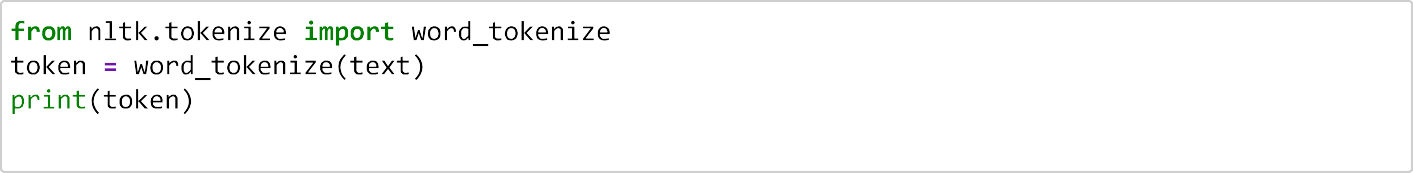 from nltk.tokenize import word_tokenize
token = word_tokenize(text)
print(token)